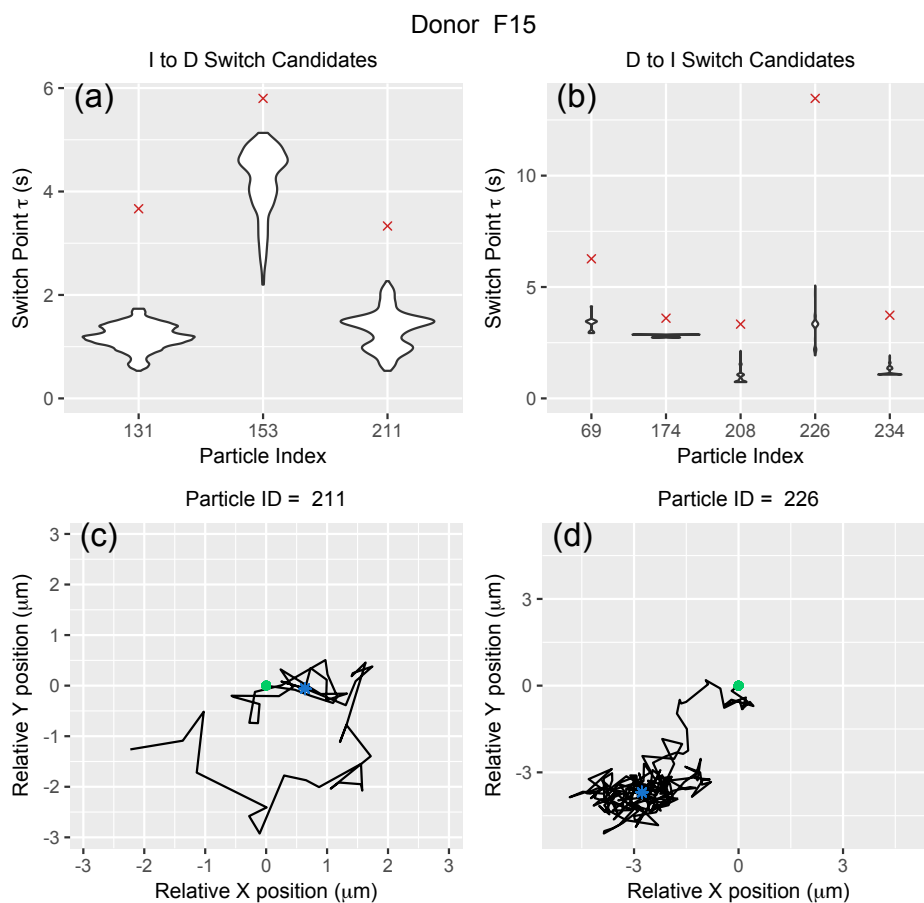 Donor  F15
I to D Switch Candidates
(a)
Switch Point τ (s)
6
4
2
0
131 153 211
Particle Index
D to I Switch Candidates
(b)
Switch Point τ (s)
10
5
0
69 174 208 226 234
Particle Index
Particle ID =  211
(c)
Relative Y position (μm)
3
2
1
0
-1
-2
-3
-3 -2 -1 0 1 2 3
Relative X position (μm)
Particle ID =  226
(d)
Relative Y position (μm)
3
0
-3
-3 0 3
Relative X position (μm)